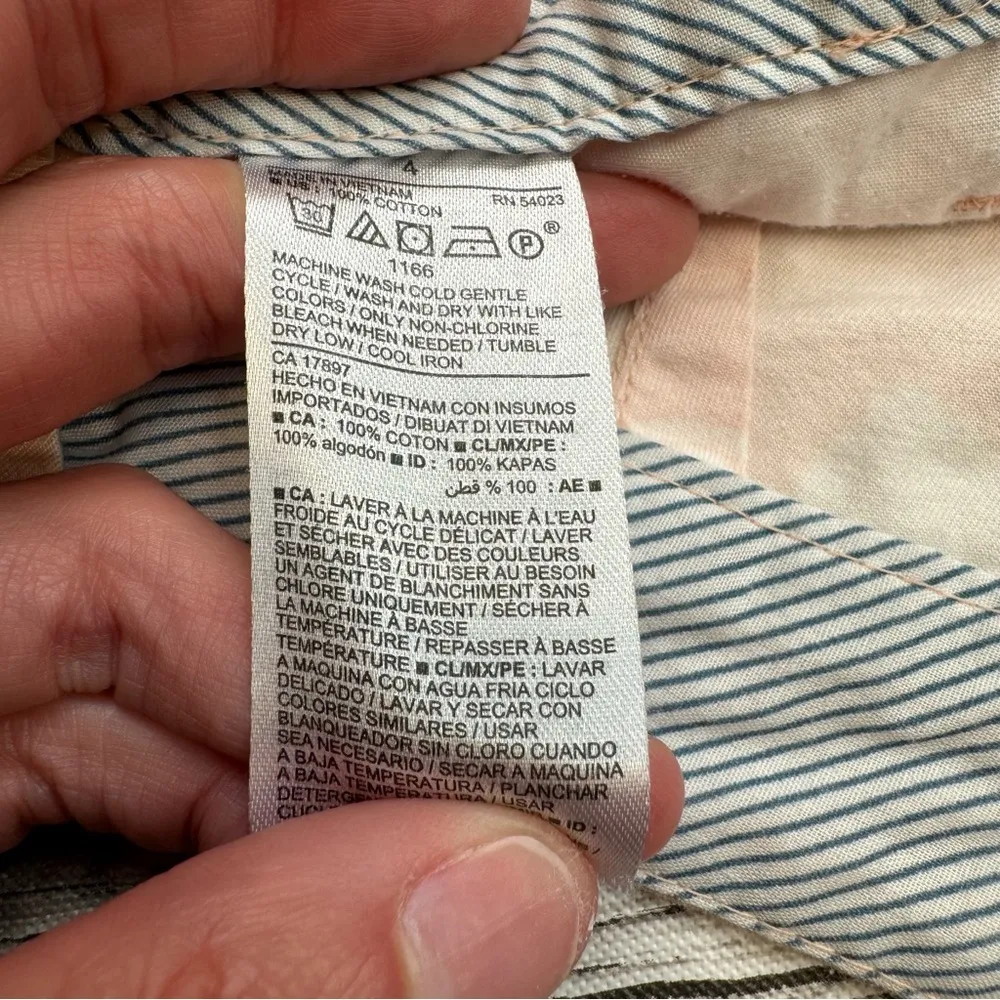 4
MADE IN VIETNAM
RN 54023
■ US : 100% COTTON
30
P ®
1166
MACHINE WASH COLD GENTLE
CYCLE / WASH AND DRY WITH LIKE
COLORS / ONLY NON-CHLORINE
BLEACH WHEN NEEDED / TUMBLE
DRY LOW / COOL IRON
CA 17897
HECHO EN VIETNAM CON INSUMOS
IMPORTADOS / DIBUAT DI VIETNAM
■ CA : 100% COTON ■ CL/MX/PE :
100% algodón ■ ID : 100% KAPAS
■ AE : 100 % قطن
■ CA : LAVER À LA MACHINE À L'EAU
FROIDE AU CYCLE DÉLICAT / LAVER
ET SÉCHER AVEC DES COULEURS
SEMBLABLES / UTILISER AU BESOIN
UN AGENT DE BLANCHIMENT SANS
CHLORE UNIQUEMENT / SÉCHER À
LA MACHINE À BASSE
TEMPÉRATURE / REPASSER À BASSE
TEMPÉRATURE ■ CL/MX/PE : LAVAR
A MAQUINA CON AGUA FRIA CICLO
DELICADO / LAVAR Y SECAR CON
COLORES SIMILARES / USAR
BLANQUEADOR SIN CLORO CUANDO
SEA NECESARIO / SECAR A MAQUINA
A BAJA TEMPERATURA / PLANCHAR
A BAJA TEMPERATURA / USAR
ID :